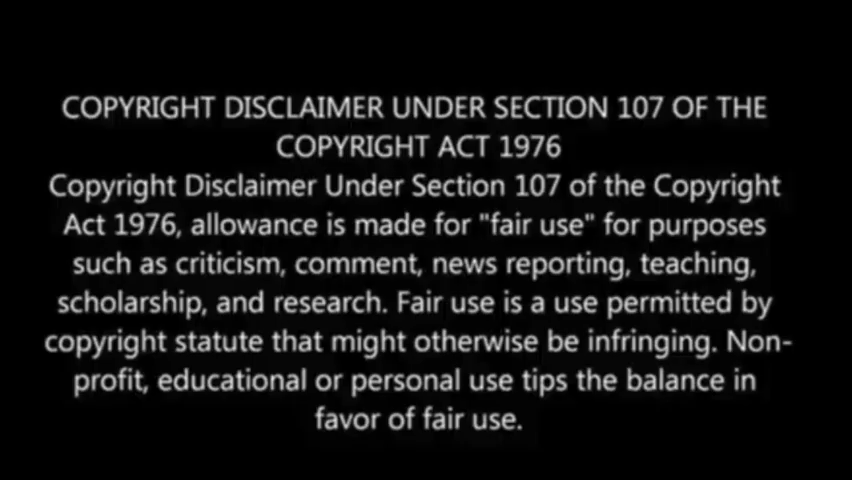 COPYRIGHT DISCLAIMER UNDER SECTION 107 OF THE
COPYRIGHT ACT 1976
Copyright Disclaimer Under Section 107 of the Copyright
Act 1976, allowance is made for "fair use" for purposes
such as criticism, comment, news reporting, teaching,
scholarship, and research. Fair use is a use permitted by
copyright statute that might otherwise be infringing. Non-
profit, educational or personal use tips the balance in
favor of fair use.